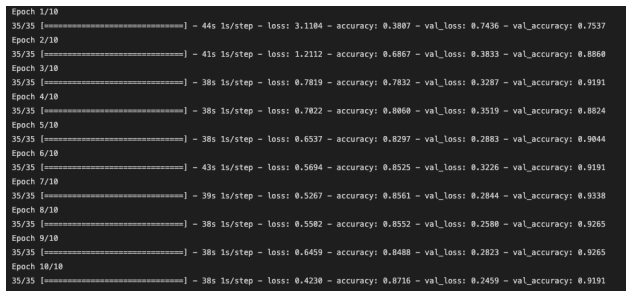 Epoch 1/10
35/35 [==============================] - 44s 1s/step - loss: 3.1104 - accuracy: 0.3807 - val_loss: 0.7436 - val_accuracy: 0.7537
Epoch 2/10
35/35 [==============================] - 41s 1s/step - loss: 1.2112 - accuracy: 0.6867 - val_loss: 0.3833 - val_accuracy: 0.8860
Epoch 3/10
35/35 [==============================] - 38s 1s/step - loss: 0.7819 - accuracy: 0.7832 - val_loss: 0.3287 - val_accuracy: 0.9191
Epoch 4/10
35/35 [==============================] - 38s 1s/step - loss: 0.7022 - accuracy: 0.8060 - val_loss: 0.3519 - val_accuracy: 0.8824
Epoch 5/10
35/35 [==============================] - 38s 1s/step - loss: 0.6537 - accuracy: 0.8297 - val_loss: 0.2883 - val_accuracy: 0.9044
Epoch 6/10
35/35 [==============================] - 43s 1s/step - loss: 0.5694 - accuracy: 0.8525 - val_loss: 0.3226 - val_accuracy: 0.9191
Epoch 7/10
35/35 [==============================] - 39s 1s/step - loss: 0.5267 - accuracy: 0.8561 - val_loss: 0.2844 - val_accuracy: 0.9338
Epoch 8/10
35/35 [==============================] - 38s 1s/step - loss: 0.5502 - accuracy: 0.8552 - val_loss: 0.2580 - val_accuracy: 0.9265
Epoch 9/10
35/35 [==============================] - 38s 1s/step - loss: 0.6459 - accuracy: 0.8488 - val_loss: 0.2823 - val_accuracy: 0.9265
Epoch 10/10
35/35 [==============================] - 38s 1s/step - loss: 0.4230 - accuracy: 0.8716 - val_loss: 0.2459 - val_accuracy: 0.9191